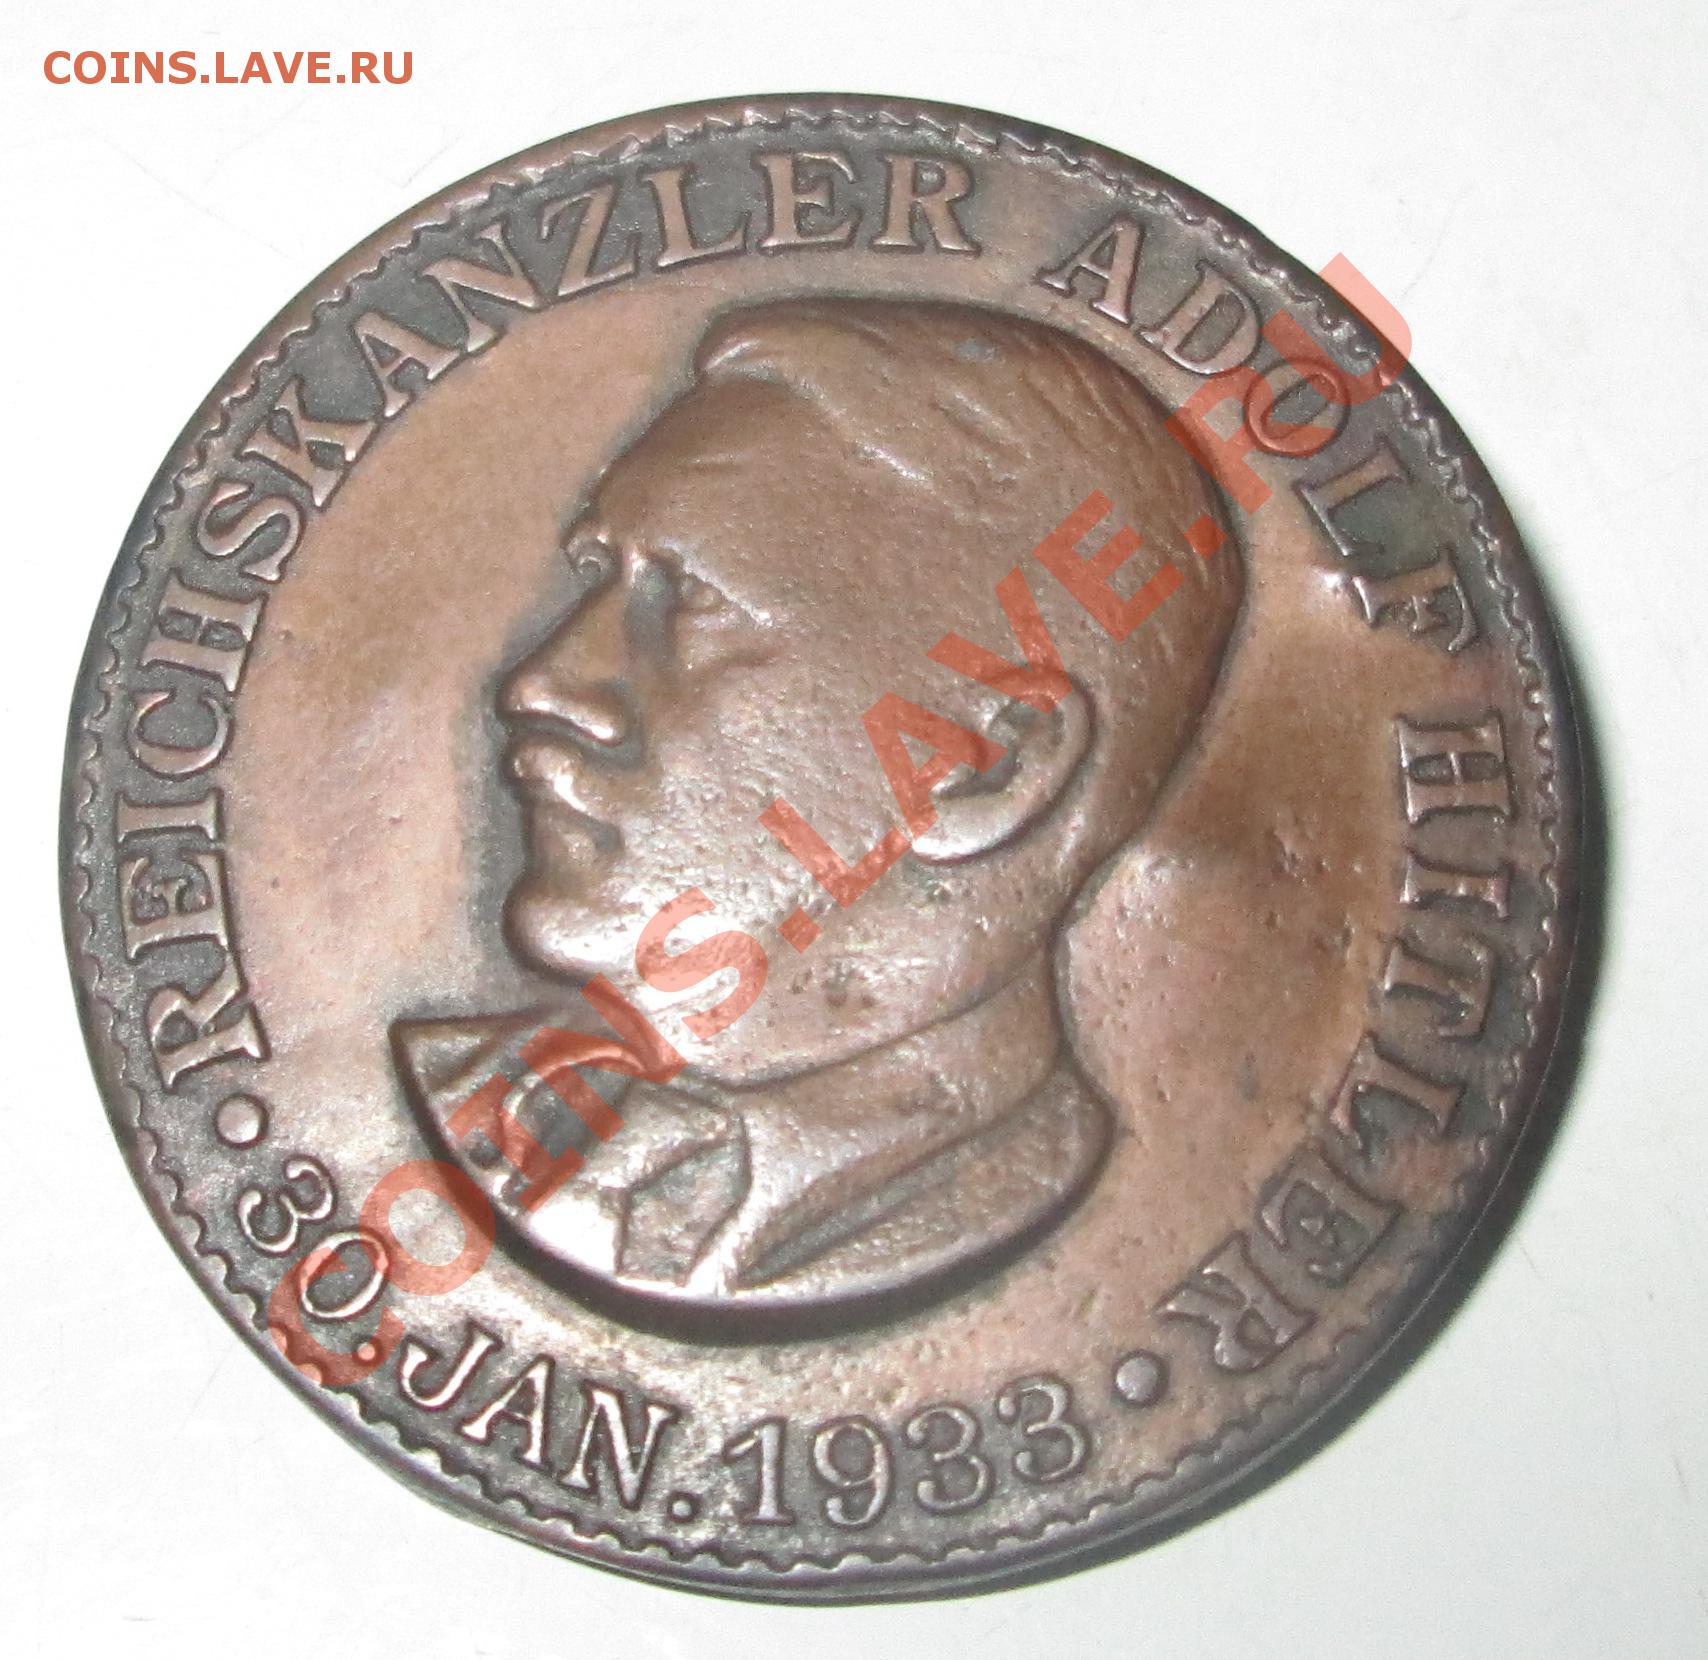 COINS.LAVE.RU
REICHSKANZLER ADOLF HITLER
• 30. JAN. 1933 •
COINS.LAVE.RU